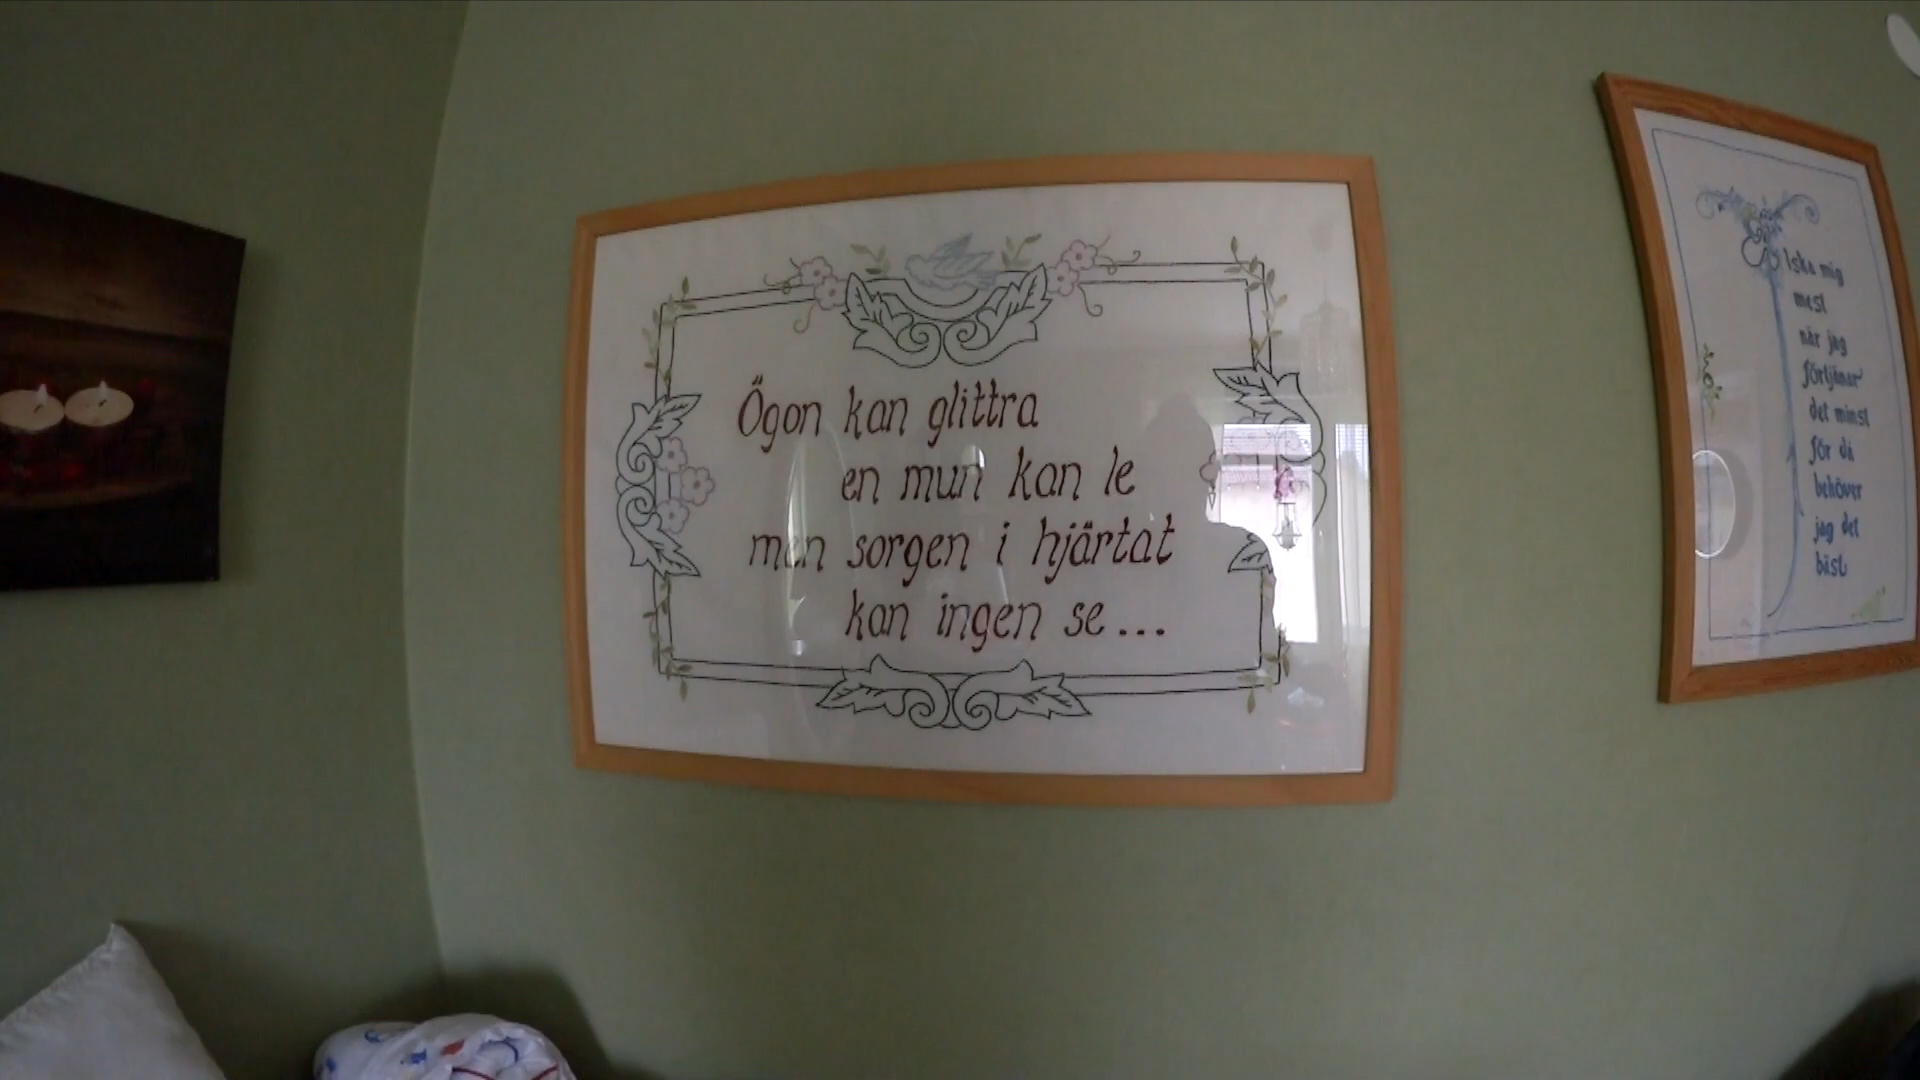 Ögon kan glittra
en mun kan le
men sorgen i hjärtat
kan ingen se...
Älska mig
mest
när jag
förtjänar
det minst
för då
behöver
jag det
bäst